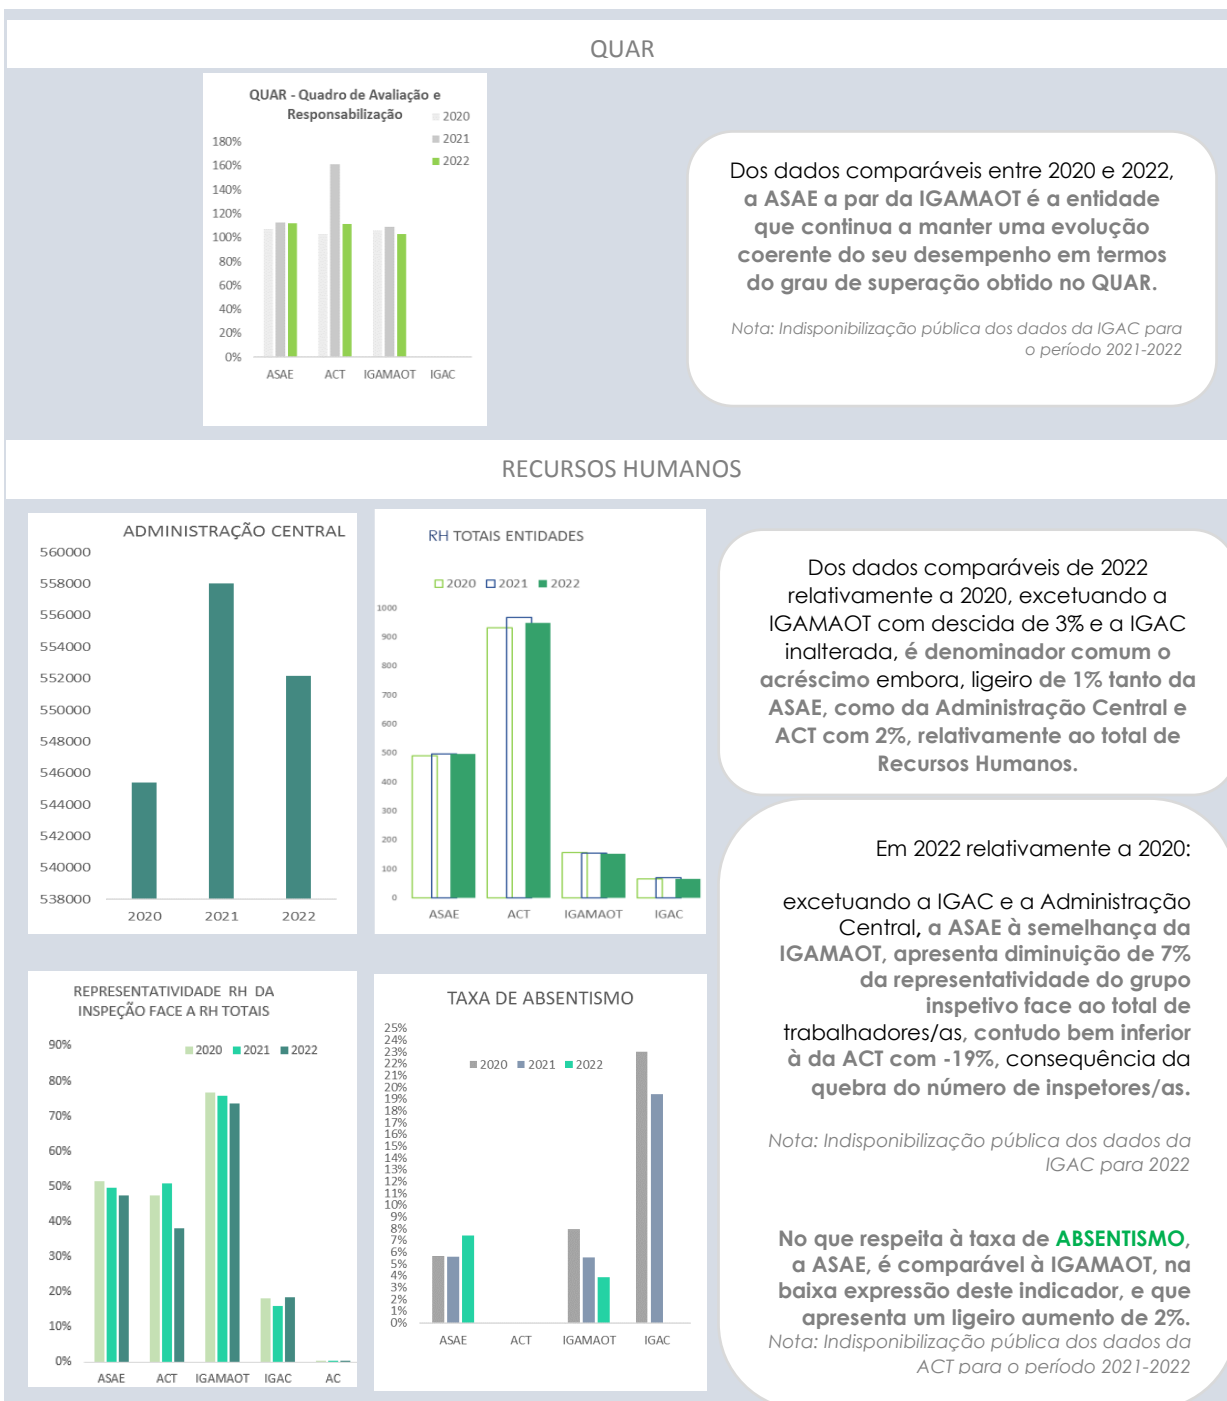 QUAR
QUAR - Quadro de Avaliação e
Responsabilização
2020
2021
2022
180%
160%
140%
120%
100%
80%
60%
40%
20%
0%
ASAE ACT IGAMAOT IGAC
Dos dados comparáveis entre 2020 e 2022,
a ASAE a par da IGAMAOT é a entidade
que continua a manter uma evolução
coerente do seu desempenho em termos
do grau de superação obtido no QUAR.
Nota: Indisponibilização pública dos dados da IGAC para
o período 2021-2022
RECURSOS HUMANOS
ADMINISTRAÇÃO CENTRAL
560000
558000
556000
554000
552000
550000
548000
546000
544000
542000
540000
538000
2020 2021 2022
RH TOTAIS ENTIDADES
2020 2021 2022
1000
900
800
700
600
500
400
300
200
100
0
ASAE ACT IGAMAOT IGAC
Dos dados comparáveis de 2022
relativamente a 2020, excetuando a
IGAMAOT com descida de 3% e a IGAC
inalterada, é denominador comum o
acréscimo embora, ligeiro de 1% tanto da
ASAE, como da Administração Central e
ACT com 2%, relativamente ao total de
Recursos Humanos.
REPRESENTATIVIDADE RH DA
INSPEÇÃO FACE A RH TOTAIS
90%
2020 2021 2022
80%
70%
60%
50%
40%
30%
20%
10%
0%
ASAE ACT IGAMAOT IGAC AC
TAXA DE ABSENTISMO
25%
24%
23%
22%
21%
20%
19%
18%
17%
16%
15%
14%
13%
12%
11%
10%
9%
8%
7%
6%
5%
4%
3%
2%
1%
0%
2020 2021 2022
ASAE ACT IGAMAOT IGAC
Em 2022 relativamente a 2020:
excetuando a IGAC e a Administração
Central, a ASAE à semelhança da
IGAMAOT, apresenta diminuição de 7%
da representatividade do grupo
inspetivo face ao total de
trabalhadores/as, contudo bem inferior
à da ACT com -19%, consequência da
quebra do número de inspetores/as.
Nota: Indisponibilização pública dos dados da
IGAC para 2022
No que respeita à taxa de ABSENTISMO,
a ASAE, é comparável à IGAMAOT, na
baixa expressão deste indicador, e que
apresenta um ligeiro aumento de 2%.
Nota: Indisponibilização pública dos dados da
ACT para o período 2021-2022